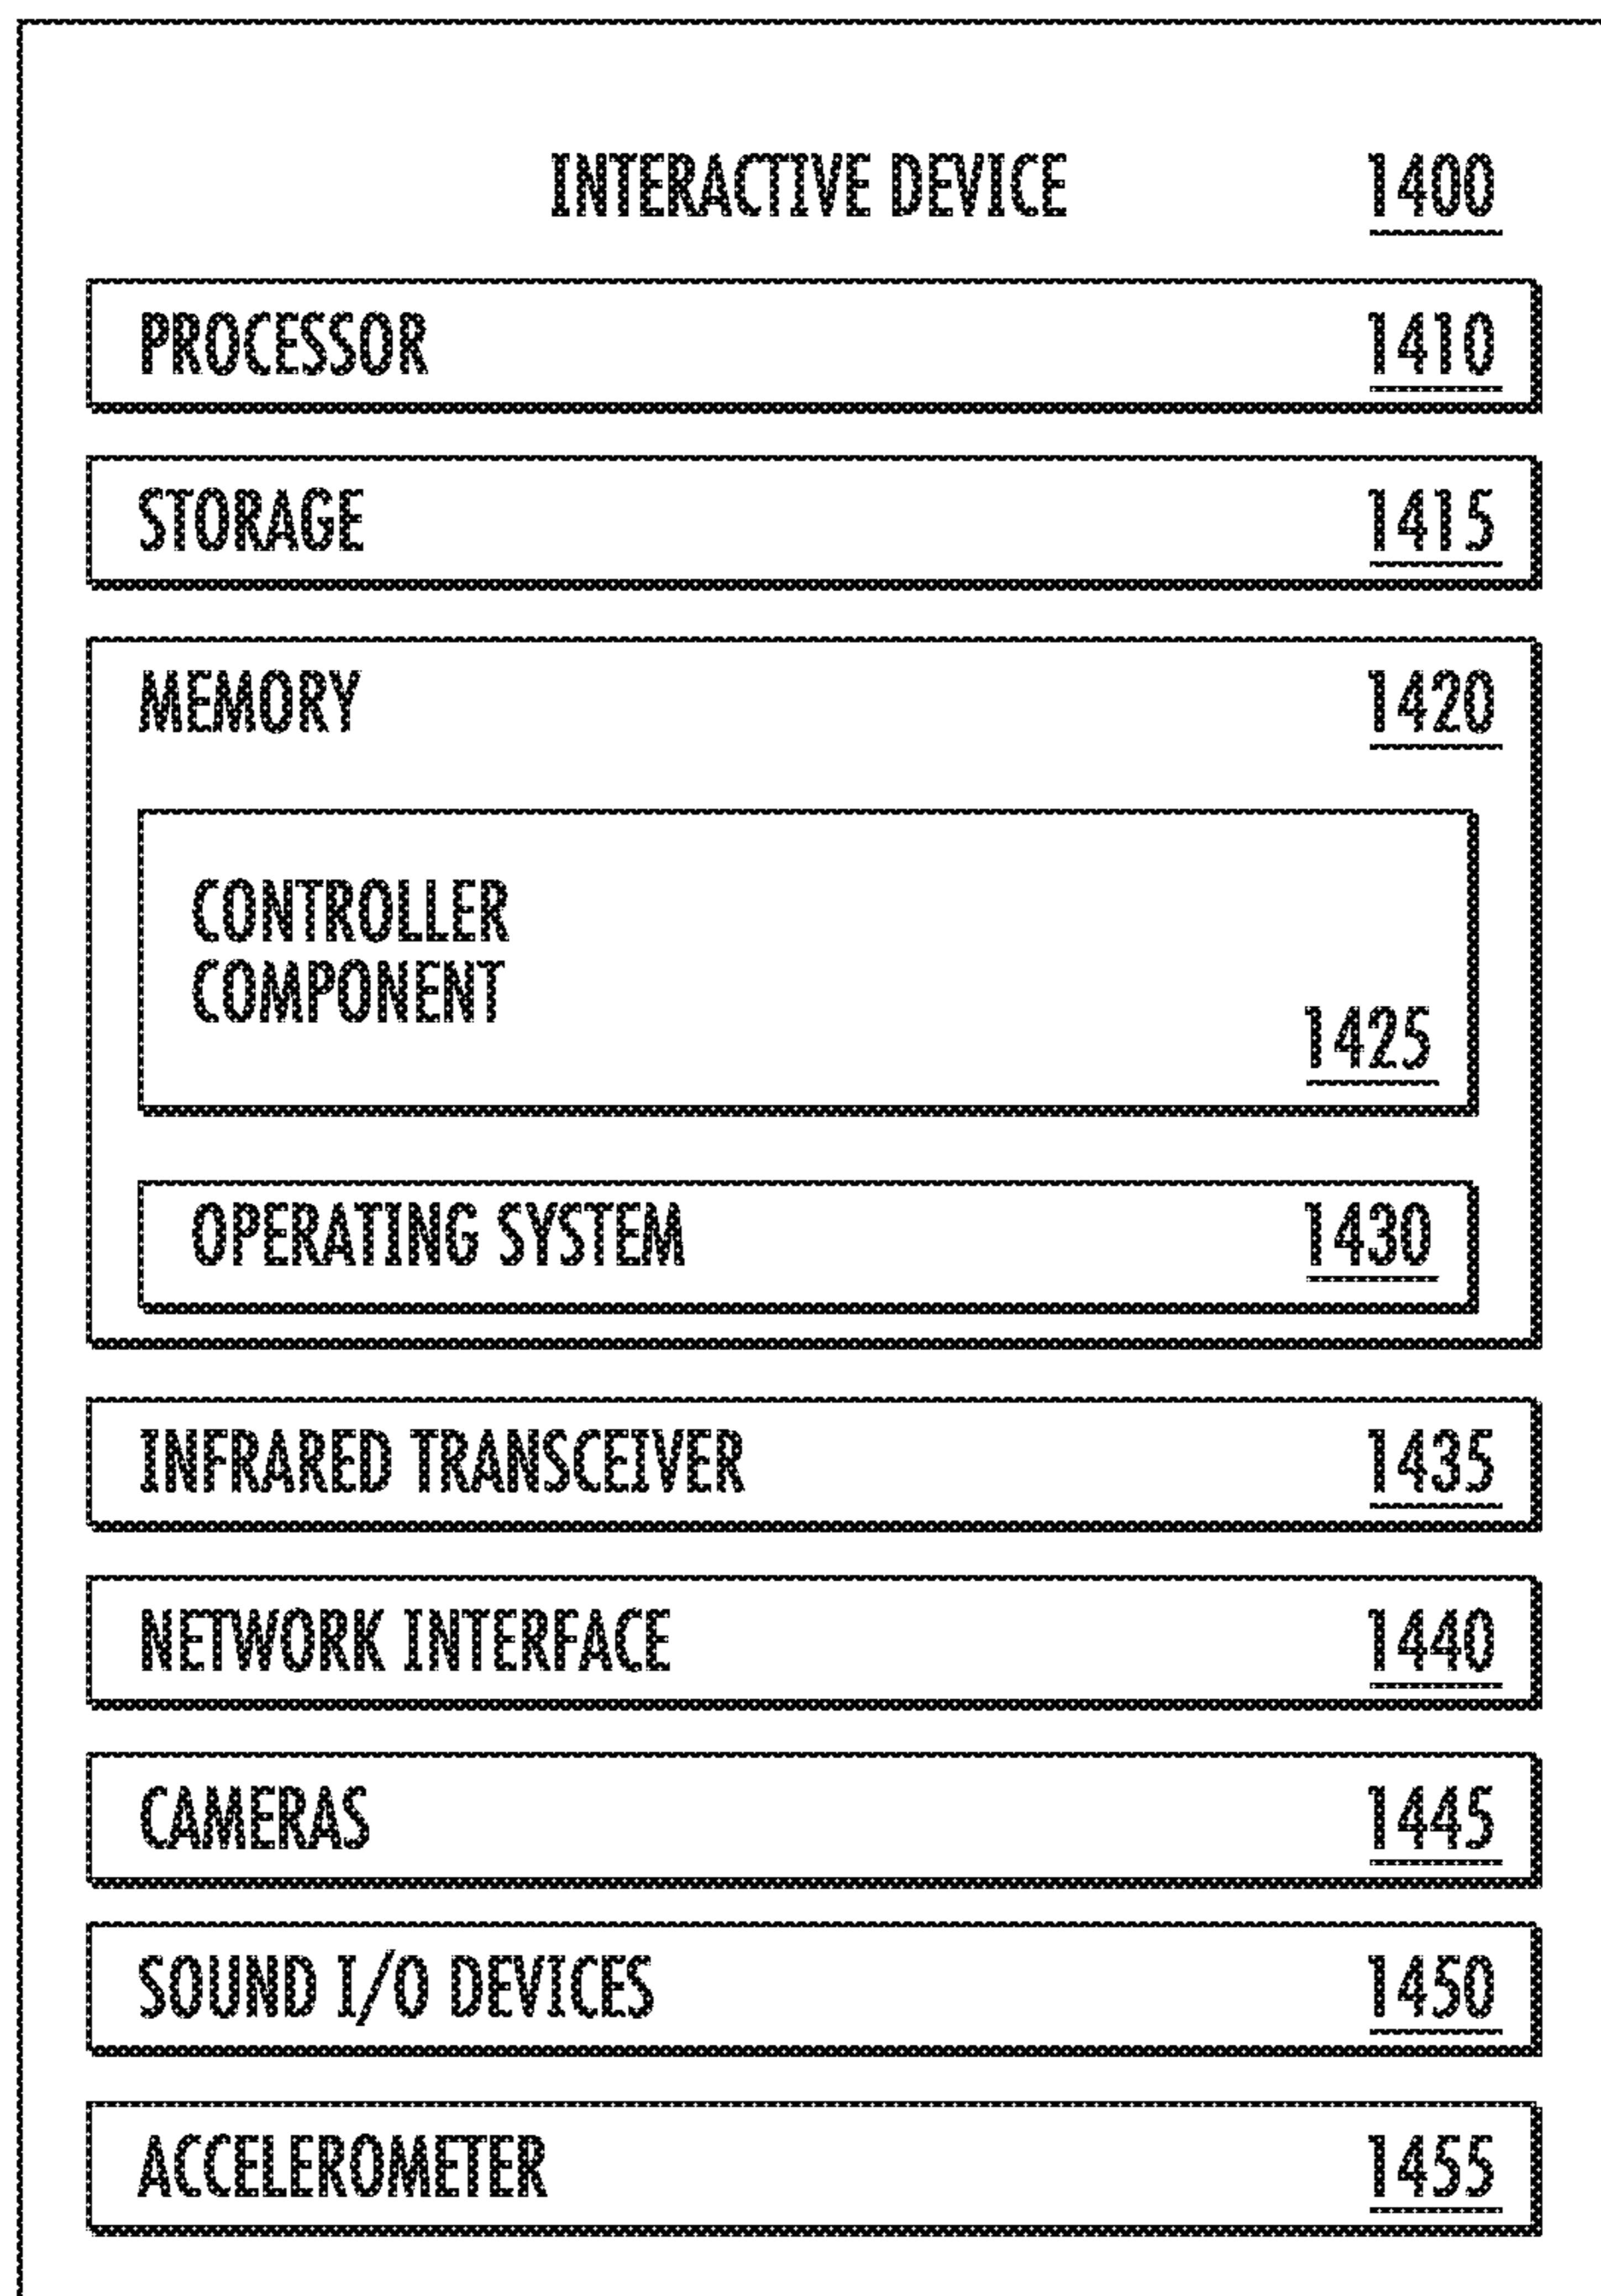 INTERACTIVE DEVICE 1400
PROCESSOR 1410
STORAGE 1415
MEMORY 1420
CONTROLLER
COMPONENT
1425
OPERATING SYSTEM 1430
INFRARED TRANSCEIVER 1435
NETWORK INTERFACE 1440
CAMERAS 1445
SOUND I/O DEVICES 1450
ACCELEROMETER 1455